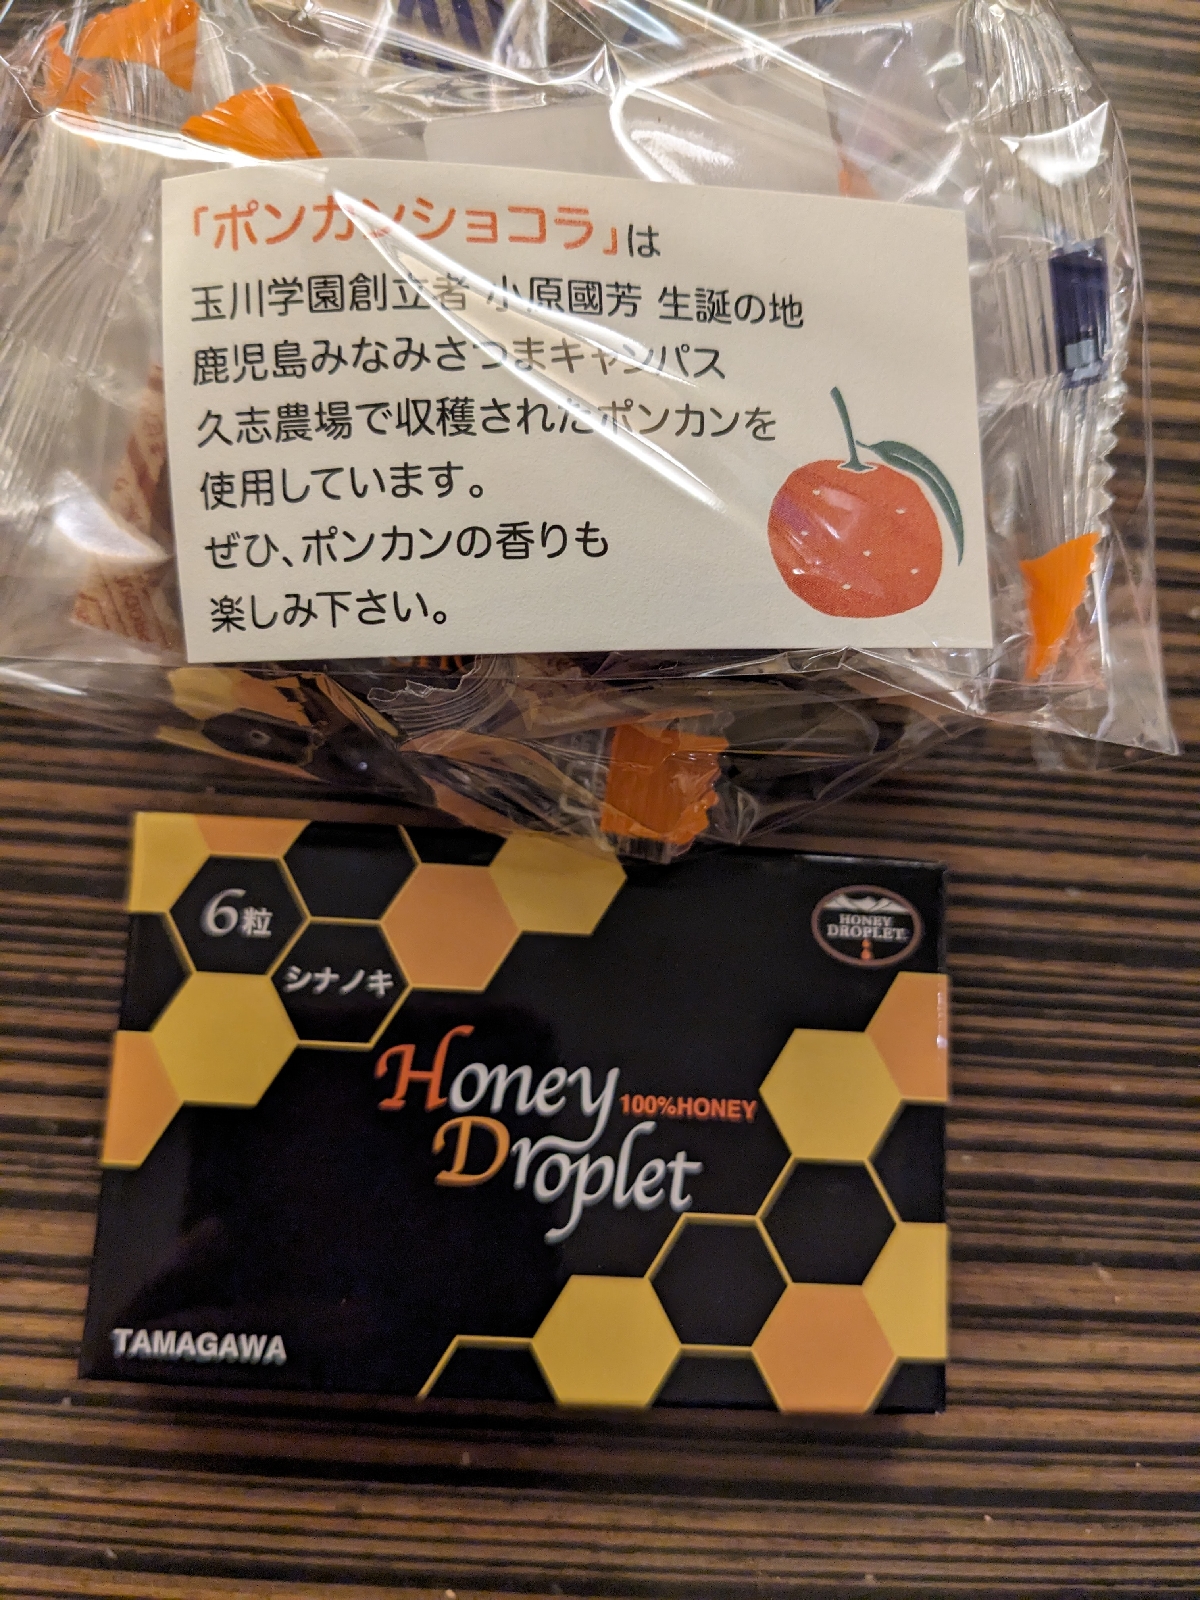 「ポンカンショコラ」は
玉川学園創立者 小原國芳 生誕の地
鹿児島みなみさつまキャンパス
久志農場で収穫されたポンカンを
使用しています。
ぜひ、ポンカンの香りも
楽しみ下さい。
6粒
シナノキ
HONEY
DROPLET
Honey
100%HONEY
Droplet
TAMAGAWA